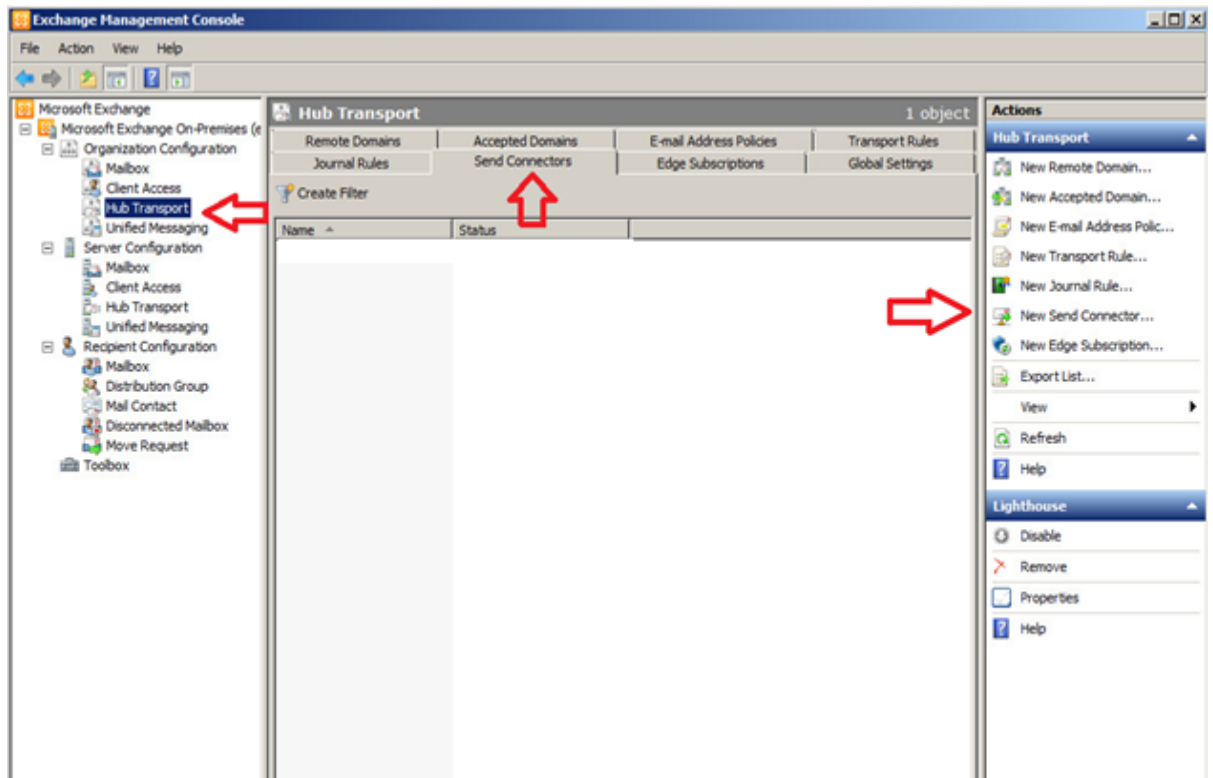 Exchange Management Console
File Action View Help
Microsoft Exchange
Microsoft Exchange On-Premises (e
Organization Configuration
Mailbox
Client Access
Hub Transport
Unified Messaging
Server Configuration
Mailbox
Client Access
Hub Transport
Unified Messaging
Recipient Configuration
Mailbox
Distribution Group
Mail Contact
Disconnected Mailbox
Move Request
Toolbox
Hub Transport 1 object
Remote Domains Accepted Domains E-mail Address Policies Transport Rules
Journal Rules Send Connectors Edge Subscriptions Global Settings
Create Filter
Name Status
Actions
Hub Transport
New Remote Domain...
New Accepted Domain...
New E-mail Address Polic...
New Transport Rule...
New Journal Rule...
New Send Connector...
New Edge Subscription...
Export List...
View
Refresh
Help
Lighthouse
Disable
Remove
Properties
Help